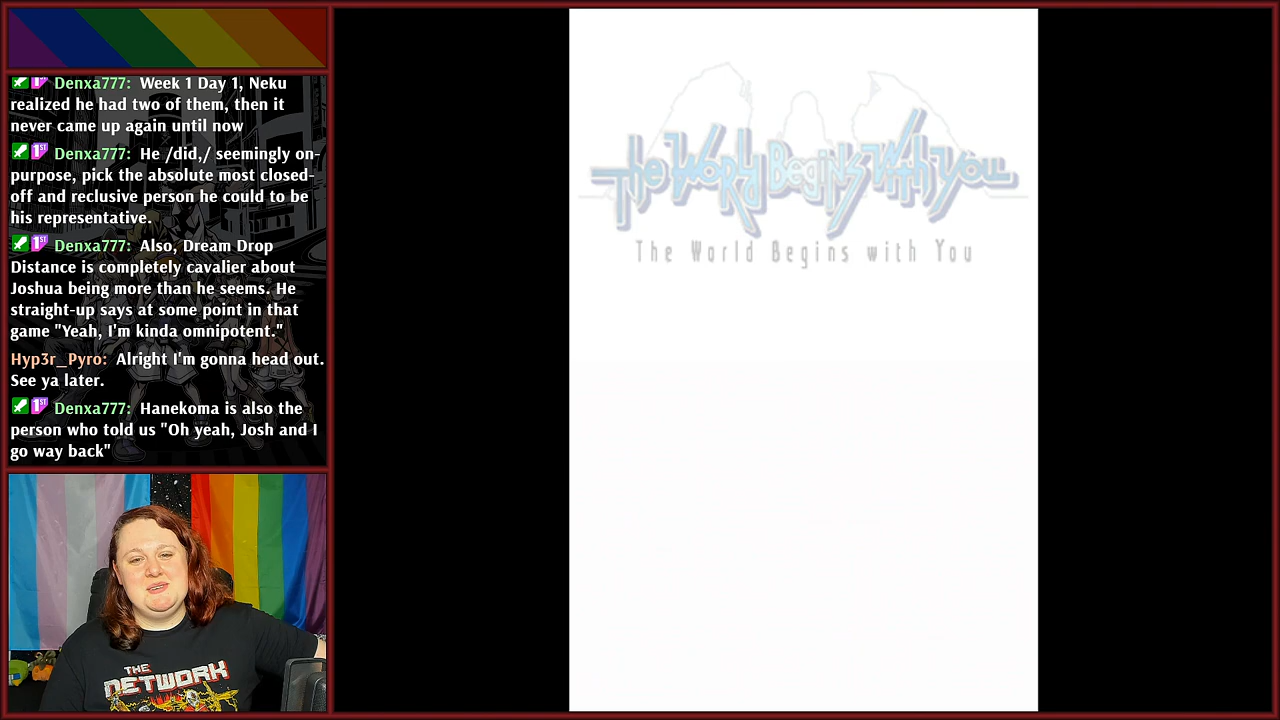 Denxa777: Week 1 Day 1, Neku
realized he had two of them, then it
never came up again until now
Denxa777: He /did,/ seemingly on-
purpose, pick the absolute most closed-
off and reclusive person he could to be
his representative.
Denxa777: Also, Dream Drop
Distance is completely cavalier about
Joshua being more than he seems. He
straight-up says at some point in that
game "Yeah, I'm kinda omnipotent."
Hyp3r_Pyro: Alright I'm gonna head out.
See ya later.
Denxa777: Hanekoma is also the
person who told us "Oh yeah, Josh and I
go way back"
The World Begins With You
The World Begins with You
THE
NETWORK